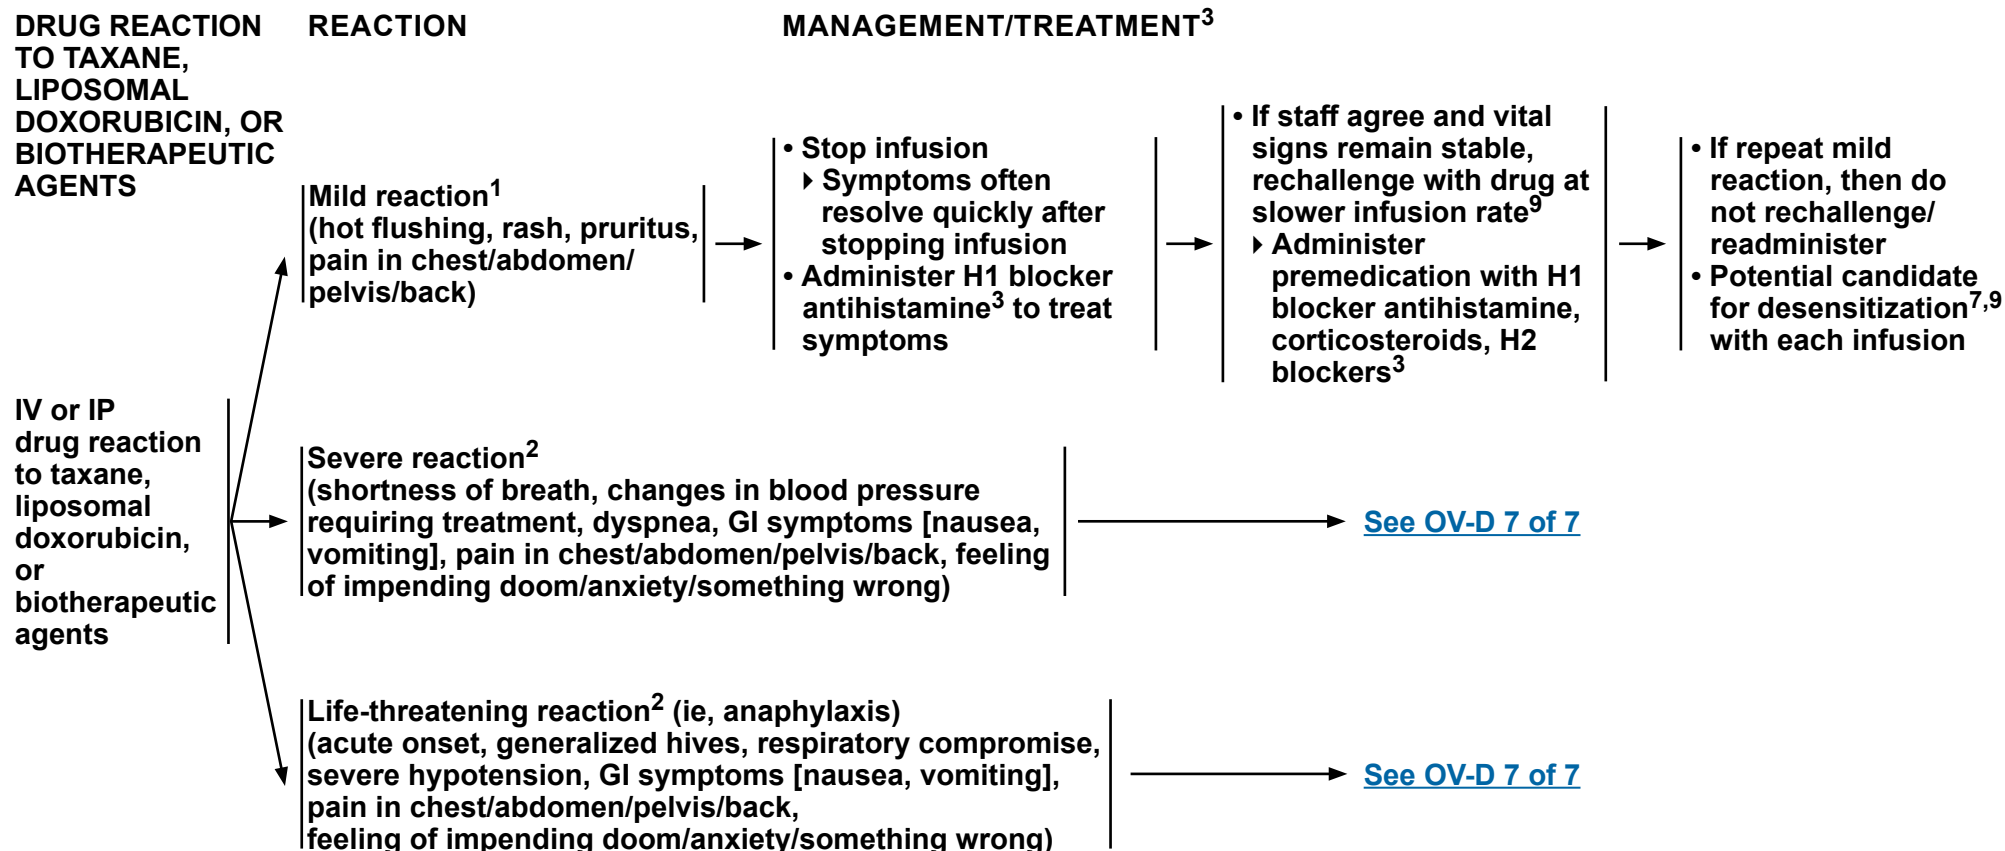 DRUG REACTION
TO TAXANE,
LIPOSOMAL
DOXORUBICIN, OR
BIOTHERAPEUTIC
AGENTS
REACTION
MANAGEMENT/TREATMENT3
IV or IP
drug reaction
to taxane,
liposomal
doxorubicin,
or
biotherapeutic
agents
Mild reaction1
(hot flushing, rash, pruritus,
pain in chest/abdomen/
pelvis/back)
• Stop infusion
▸ Symptoms often
resolve quickly after
stopping infusion
• Administer H1 blocker
antihistamine3 to treat
symptoms
• If staff agree and vital
signs remain stable,
rechallenge with drug at
slower infusion rate9
▸ Administer
premedication with H1
blocker antihistamine,
corticosteroids, H2
blockers3
• If repeat mild
reaction, then do
not rechallenge/
readminister
• Potential candidate
for desensitization7,9
with each infusion
Severe reaction2
(shortness of breath, changes in blood pressure
requiring treatment, dyspnea, GI symptoms [nausea,
vomiting], pain in chest/abdomen/pelvis/back, feeling
of impending doom/anxiety/something wrong)
See OV-D 7 of 7
Life-threatening reaction2 (ie, anaphylaxis)
(acute onset, generalized hives, respiratory compromise,
severe hypotension, GI symptoms [nausea, vomiting],
pain in chest/abdomen/pelvis/back,
feeling of impending doom/anxiety/something wrong)
See OV-D 7 of 7